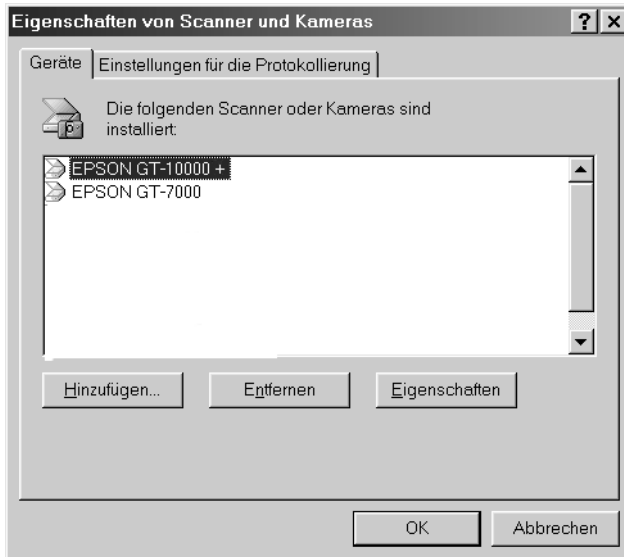 Eigenschaften von Scanner und Kameras
Geräte
Einstellungen für die Protokollierung
Die folgenden Scanner oder Kameras sind
installiert:
EPSON GT-10000 +
EPSON GT-7000
Hinzufügen...
Entfernen
Eigenschaften
OK
Abbrechen